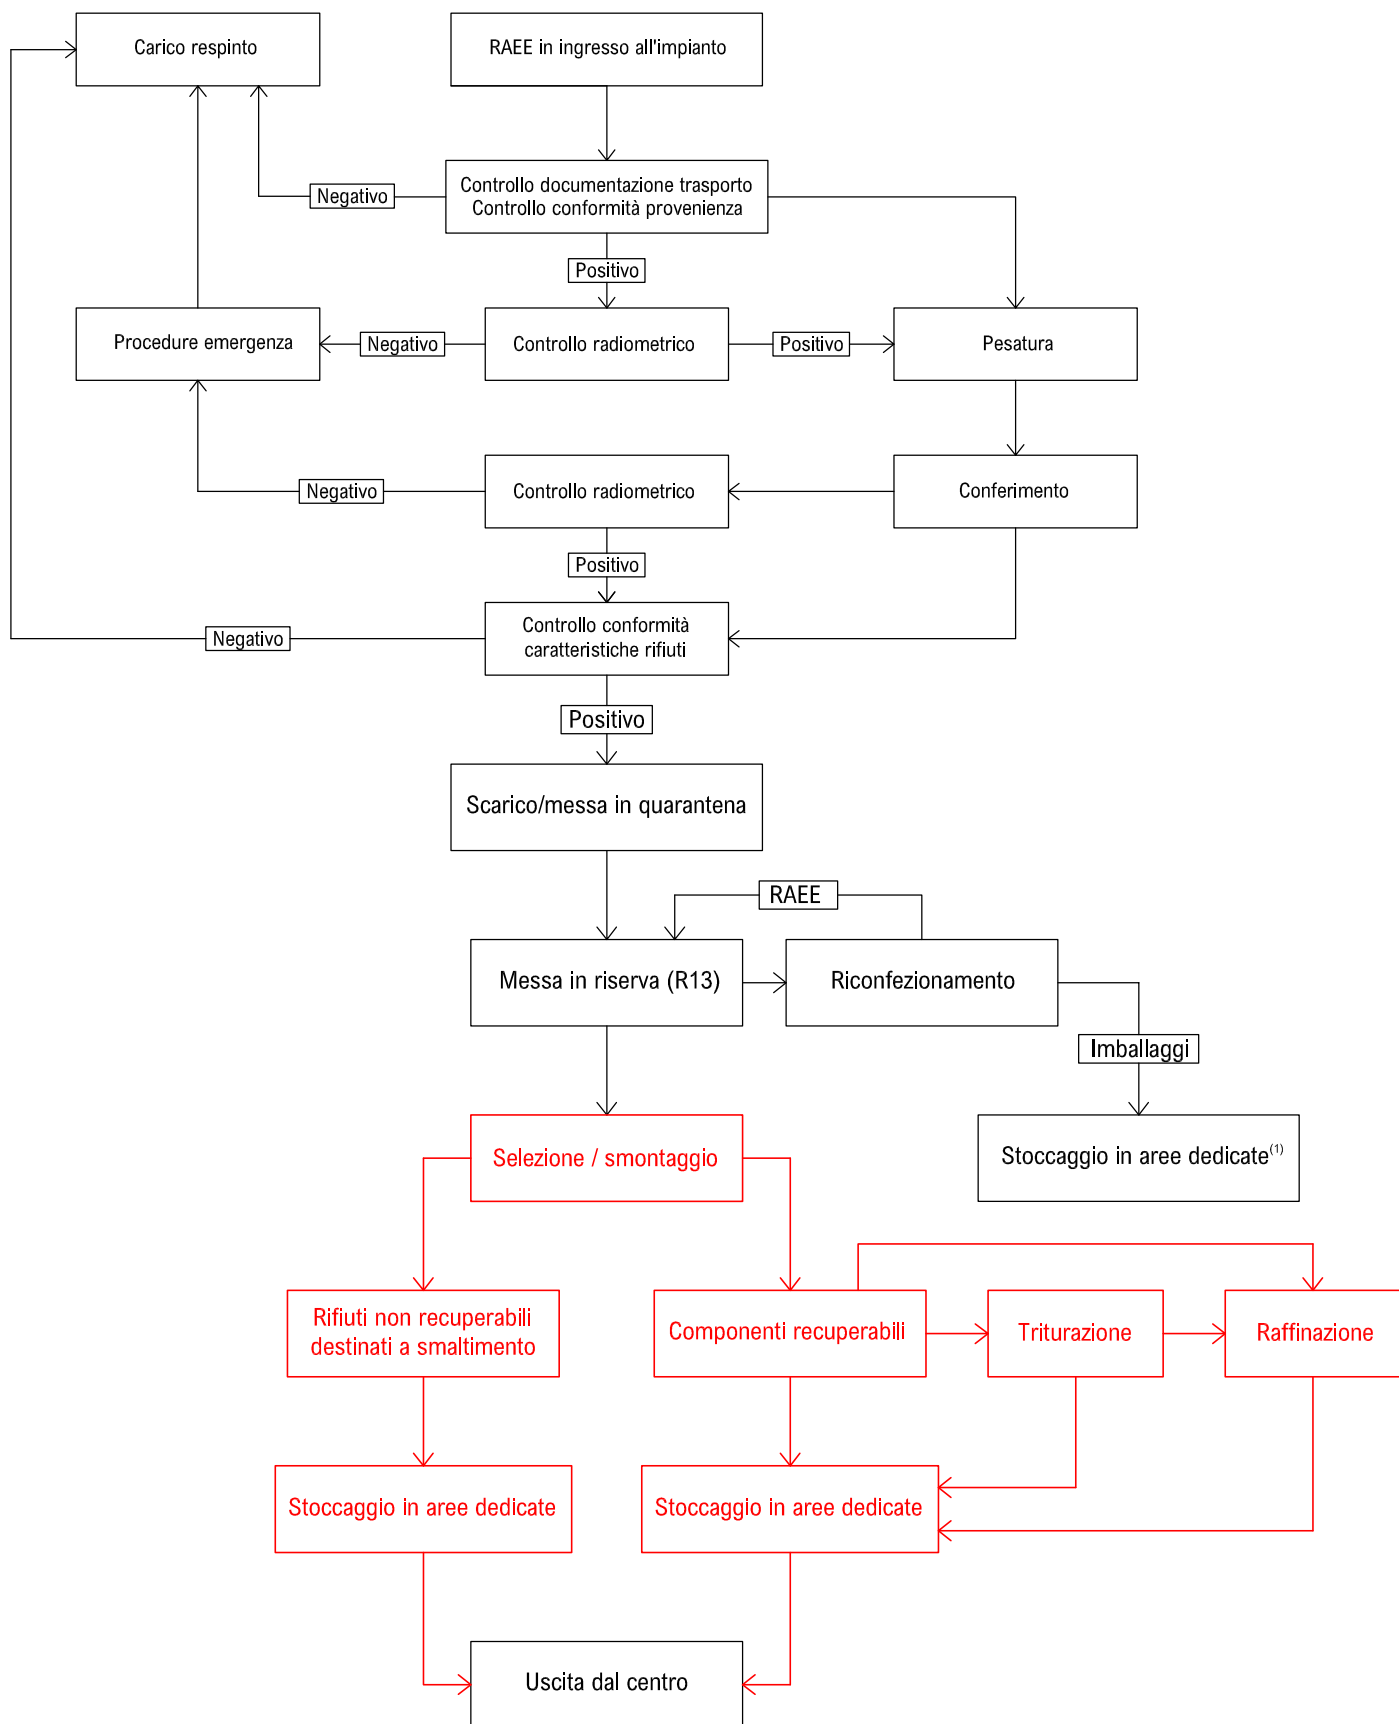 Carico respinto
RAEE in ingresso all'impianto
Negativo
Controllo documentazione trasporto
Controllo conformità provenienza
Positivo
Procedure emergenza
Negativo
Controllo radiometrico
Positivo
Pesatura
Negativo
Controllo radiometrico
Conferimento
Positivo
Negativo
Controllo conformità
caratteristiche rifiuti
Positivo
Scarico/messa in quarantena
RAEE
Messa in riserva (R13)
Riconfezionamento
Imballaggi
Selezione / smontaggio
Stoccaggio in aree dedicate(1)
Rifiuti non recuperabili
destinati a smaltimento
Componenti recuperabili
Triturazione
Raffinazione
Stoccaggio in aree dedicate
Stoccaggio in aree dedicate
Uscita dal centro